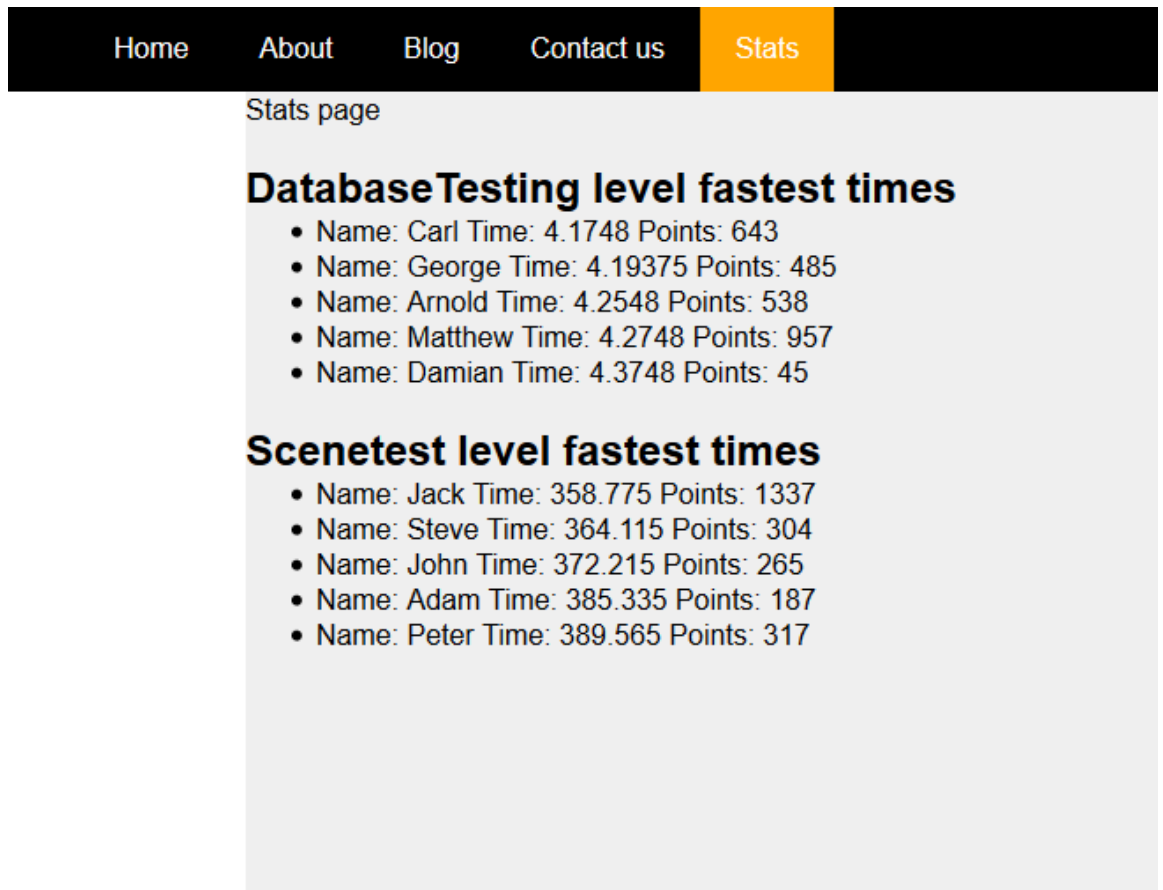 Home About Blog Contact us Stats
Stats page
DatabaseTesting level fastest times
Name: Carl Time: 4.1748 Points: 643
Name: George Time: 4.19375 Points: 485
Name: Arnold Time: 4.2548 Points: 538
Name: Matthew Time: 4.2748 Points: 957
Name: Damian Time: 4.3748 Points: 45
Scenetest level fastest times
Name: Jack Time: 358.775 Points: 1337
Name: Steve Time: 364.115 Points: 304
Name: John Time: 372.215 Points: 265
Name: Adam Time: 385.335 Points: 187
Name: Peter Time: 389.565 Points: 317